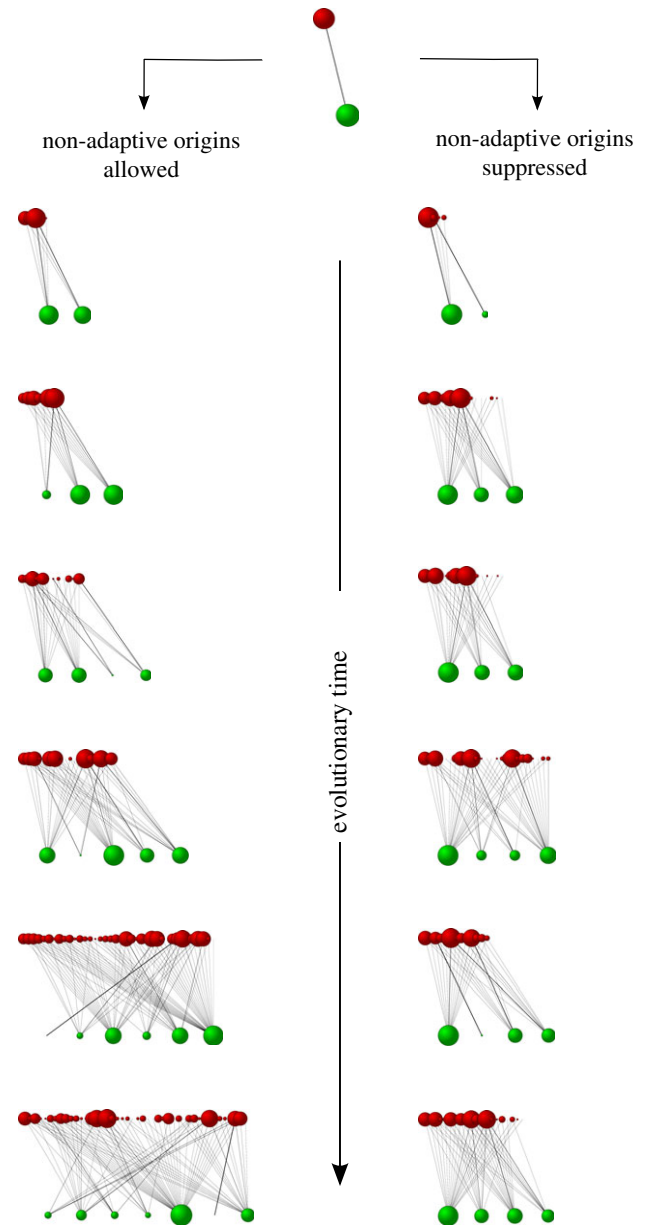 non-adaptive origins
allowed
non-adaptive origins
suppressed
evolutionary time